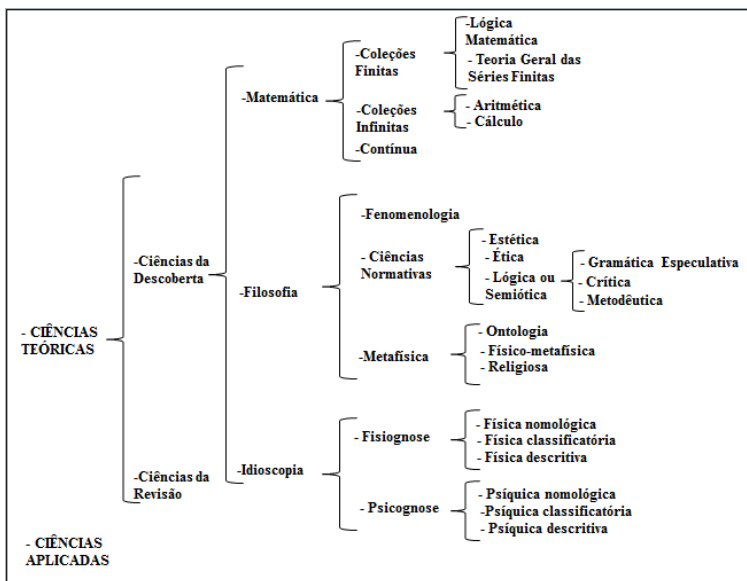 -Lógica
Matemática
- Teoria Geral das
Séries Finitas
-Coleções
Finitas
-Matemática
-Coleções
Infinitas
- Aritmética
- Cálculo
-Contínua
-Fenomenologia
-Ciências da
Descoberta
- Ciências
Normativas
- Estética
- Ética
- Lógica ou
Semiótica
- Gramática Especulativa
- Crítica
- Metodêutica
-Filosofia
- CIÊNCIAS
TEÓRICAS
-Metafísica
- Ontologia
- Físico-metafísica
- Religiosa
-Ciências da
Revisão
-Idioscopia
- Fisiognose
- Física nomológica
- Física classificatória
- Física descritiva
- Psicognose
- Psíquica nomológica
-Psíquica classificatória
- Psíquica descritiva
- CIÊNCIAS
APLICADAS